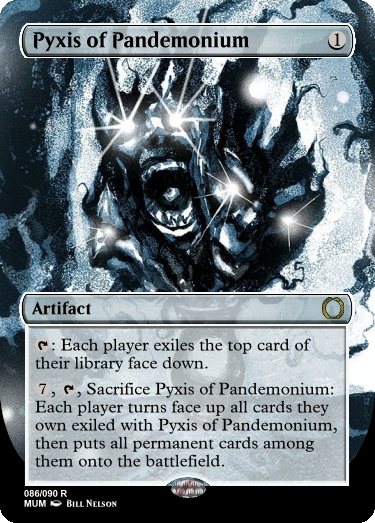 Pyxis of Pandemonium 1
Artifact
: Each player exiles the top card of
their library face down.
7, , Sacrifice Pyxis of Pandemonium:
Each player turns face up all cards they
own exiled with Pyxis of Pandemonium,
then puts all permanent cards among
them onto the battlefield.
086/090 R
MUM Bill Nelson